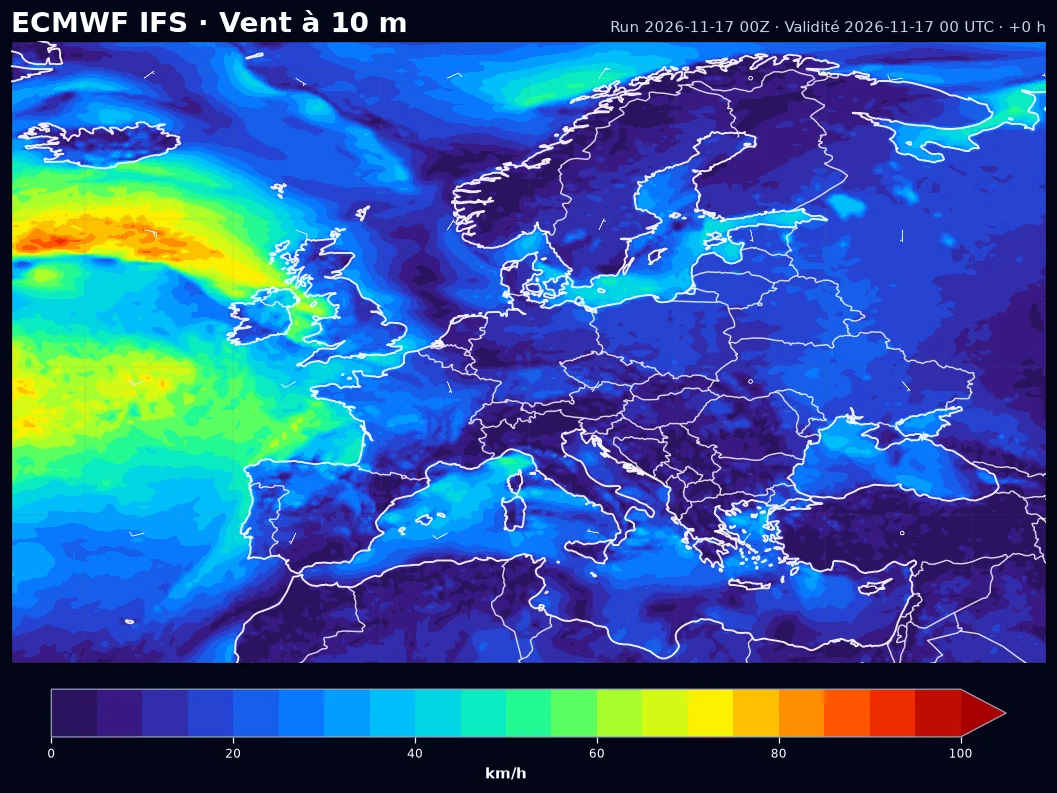 ECMWF IFS · Vent à 10 m
Run 2026-11-17 00Z · Validité 2026-11-17 00 UTC · +0 h
0 20 40 60 80 100
km/h